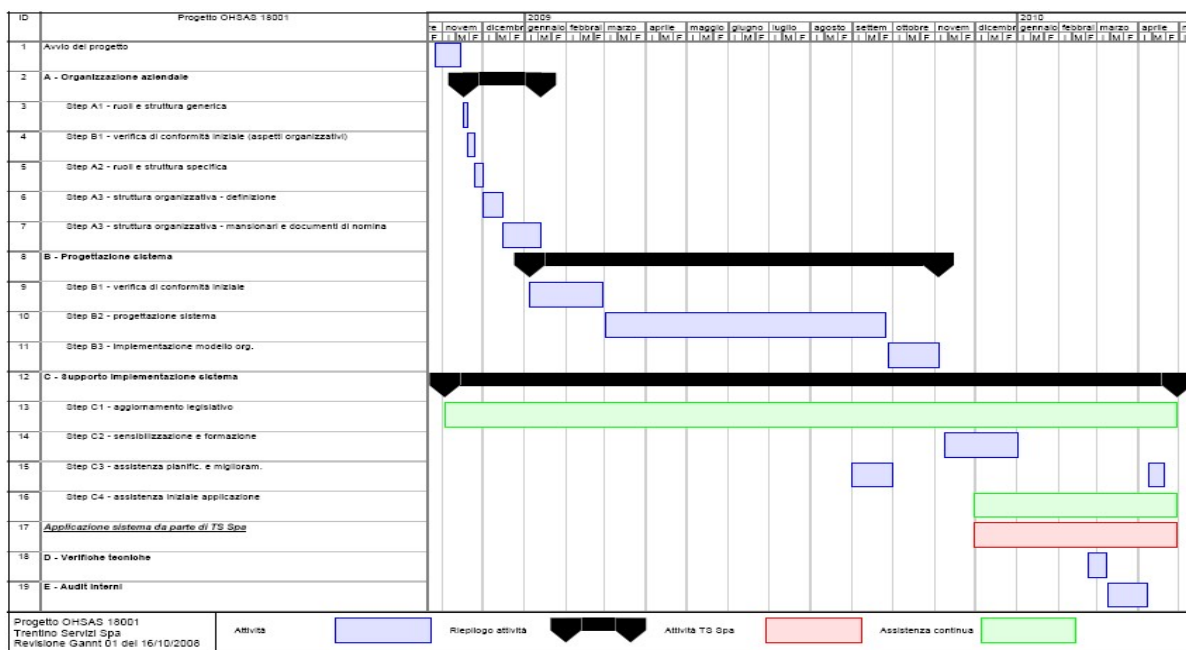 ID Progetto OHSAS 18001 2009 2010
re novem dicembr gennaio febbrai marzo aprile maggio giugno luglio agosto settem ottobre novem dicembr gennaio febbrai marzo aprile m
F I M F I M F I M F I M F I M F I M F I M F I M F I M F I M F I M F I M F I M F I M F I M F I M F I M F I M F I
1 Avvio del progetto
2 A - Organizzazione aziendale
3 Step A1 - ruoli e struttura generica
4 Step B1 - verifica di conformità iniziale (aspetti organizzativi)
5 Step A2 - ruoli e struttura specifica
6 Step A3 - struttura organizzativa - definizione
7 Step A3 - struttura organizzativa - mansionari e documenti di nomina
8 B - Progettazione sistema
9 Step B1 - verifica di conformità iniziale
10 Step B2 - progettazione sistema
11 Step B3 - implementazione modello org.
12 C - Supporto implementazione sistema
13 Step C1 - aggiornamento legislativo
14 Step C2 - sensibilizzazione e formazione
15 Step C3 - assistenza planific. e miglioram.
16 Step C4 - assistenza iniziale applicazione
17 Applicazione sistema da parte di TS Spa
18 D - Verifiche tecniche
19 E - Audit interni
Progetto OHSAS 18001
Trentino Servizi Spa
Revisione Gannt 01 del 16/10/2008
Attività Riepilogo attività Attività TS Spa Assistenza continua